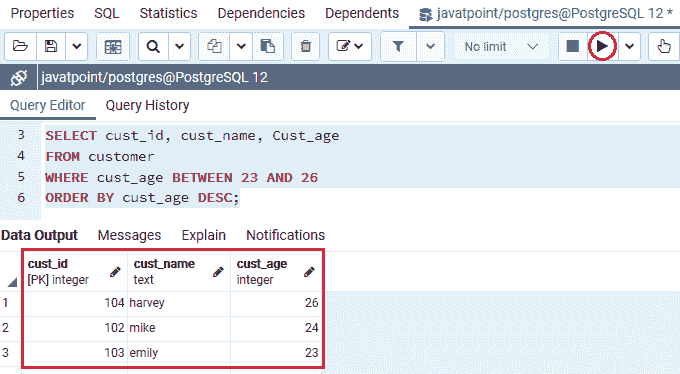 Properties SQL Statistics Dependencies Dependents javatpoint/postgres@PostgreSQL 12 *
No limit
javatpoint/postgres@PostgreSQL 12
Query Editor Query History
3 SELECT cust_id, cust_name, Cust_age
4 FROM customer
5 WHERE cust_age BETWEEN 23 AND 26
6 ORDER BY cust_age DESC;
Data Output Messages Explain Notifications
cust_id cust_name cust_age
[PK] integer text integer
1 104 harvey 26
2 102 mike 24
3 103 emily 23